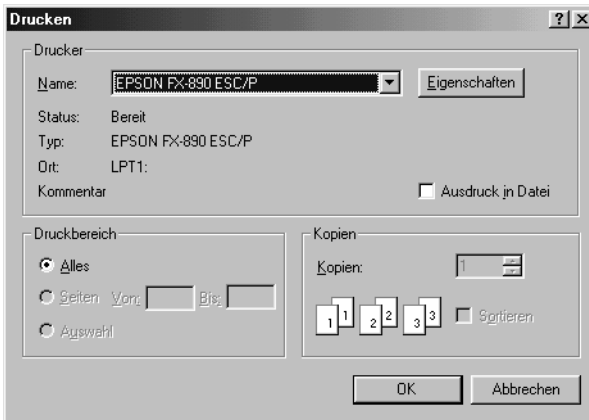 Drucken
Drucker
Name: EPSON FX-890 ESC/P Eigenschaften
Status: Bereit
Typ: EPSON FX-890 ESC/P
Ort: LPT1:
Kommentar Ausdruck in Datei
Druckbereich
Alles
Seiten Von: Bis:
Auswahl
Kopien
Kopien: 1
1 1 2 2 3 3 Sortieren
OK Abbrechen